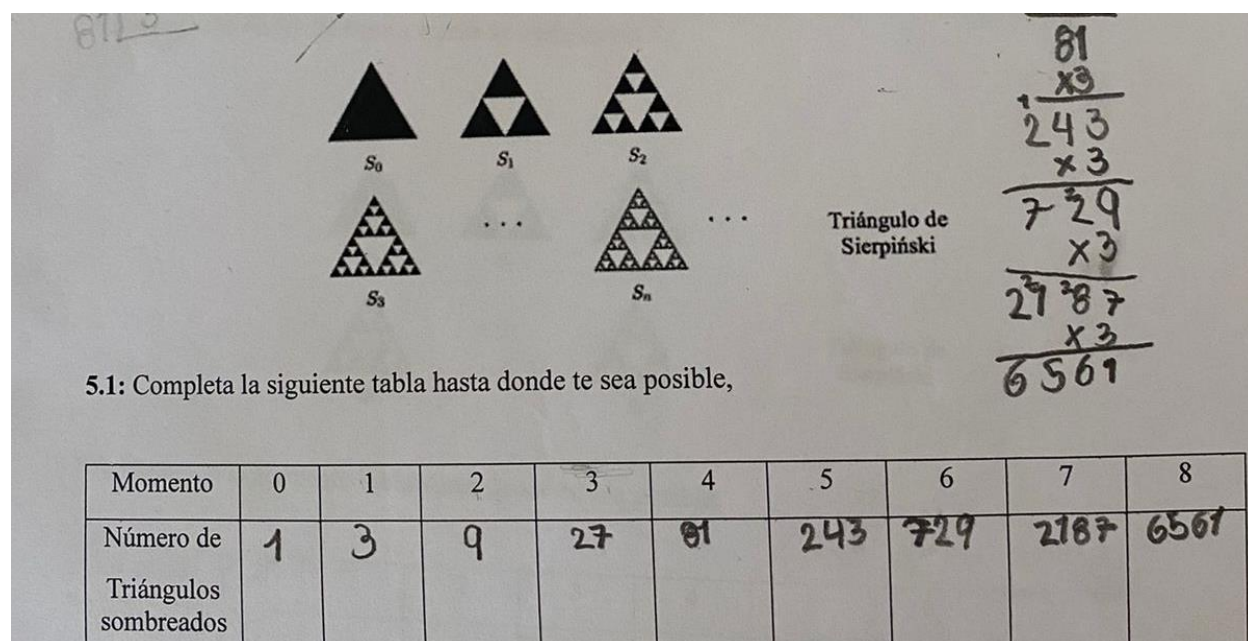 81
x3
243
x3
729
x3
2187
x3
6561
S0 S1 S2
. . . . . .
S3 Sn
Triángulo de
Sierpiński
5.1: Completa la siguiente tabla hasta donde te sea posible,
Momento 0 1 2 3 4 5 6 7 8
Número de 1 3 9 27 81 243 729 2187 6561
Triángulos
sombreados